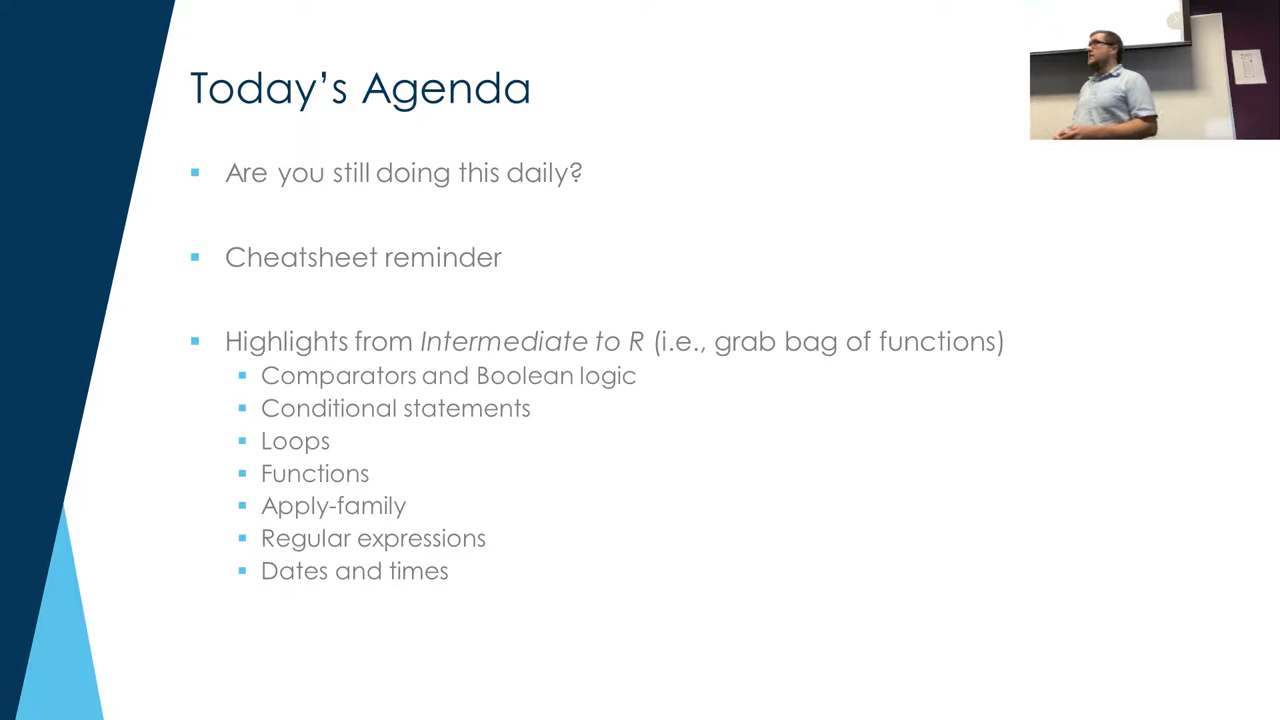 Today's Agenda
Are you still doing this daily?
Cheatsheet reminder
Highlights from Intermediate to R (i.e., grab bag of functions)
Comparators and Boolean logic
Conditional statements
Loops
Functions
Apply-family
Regular expressions
Dates and times